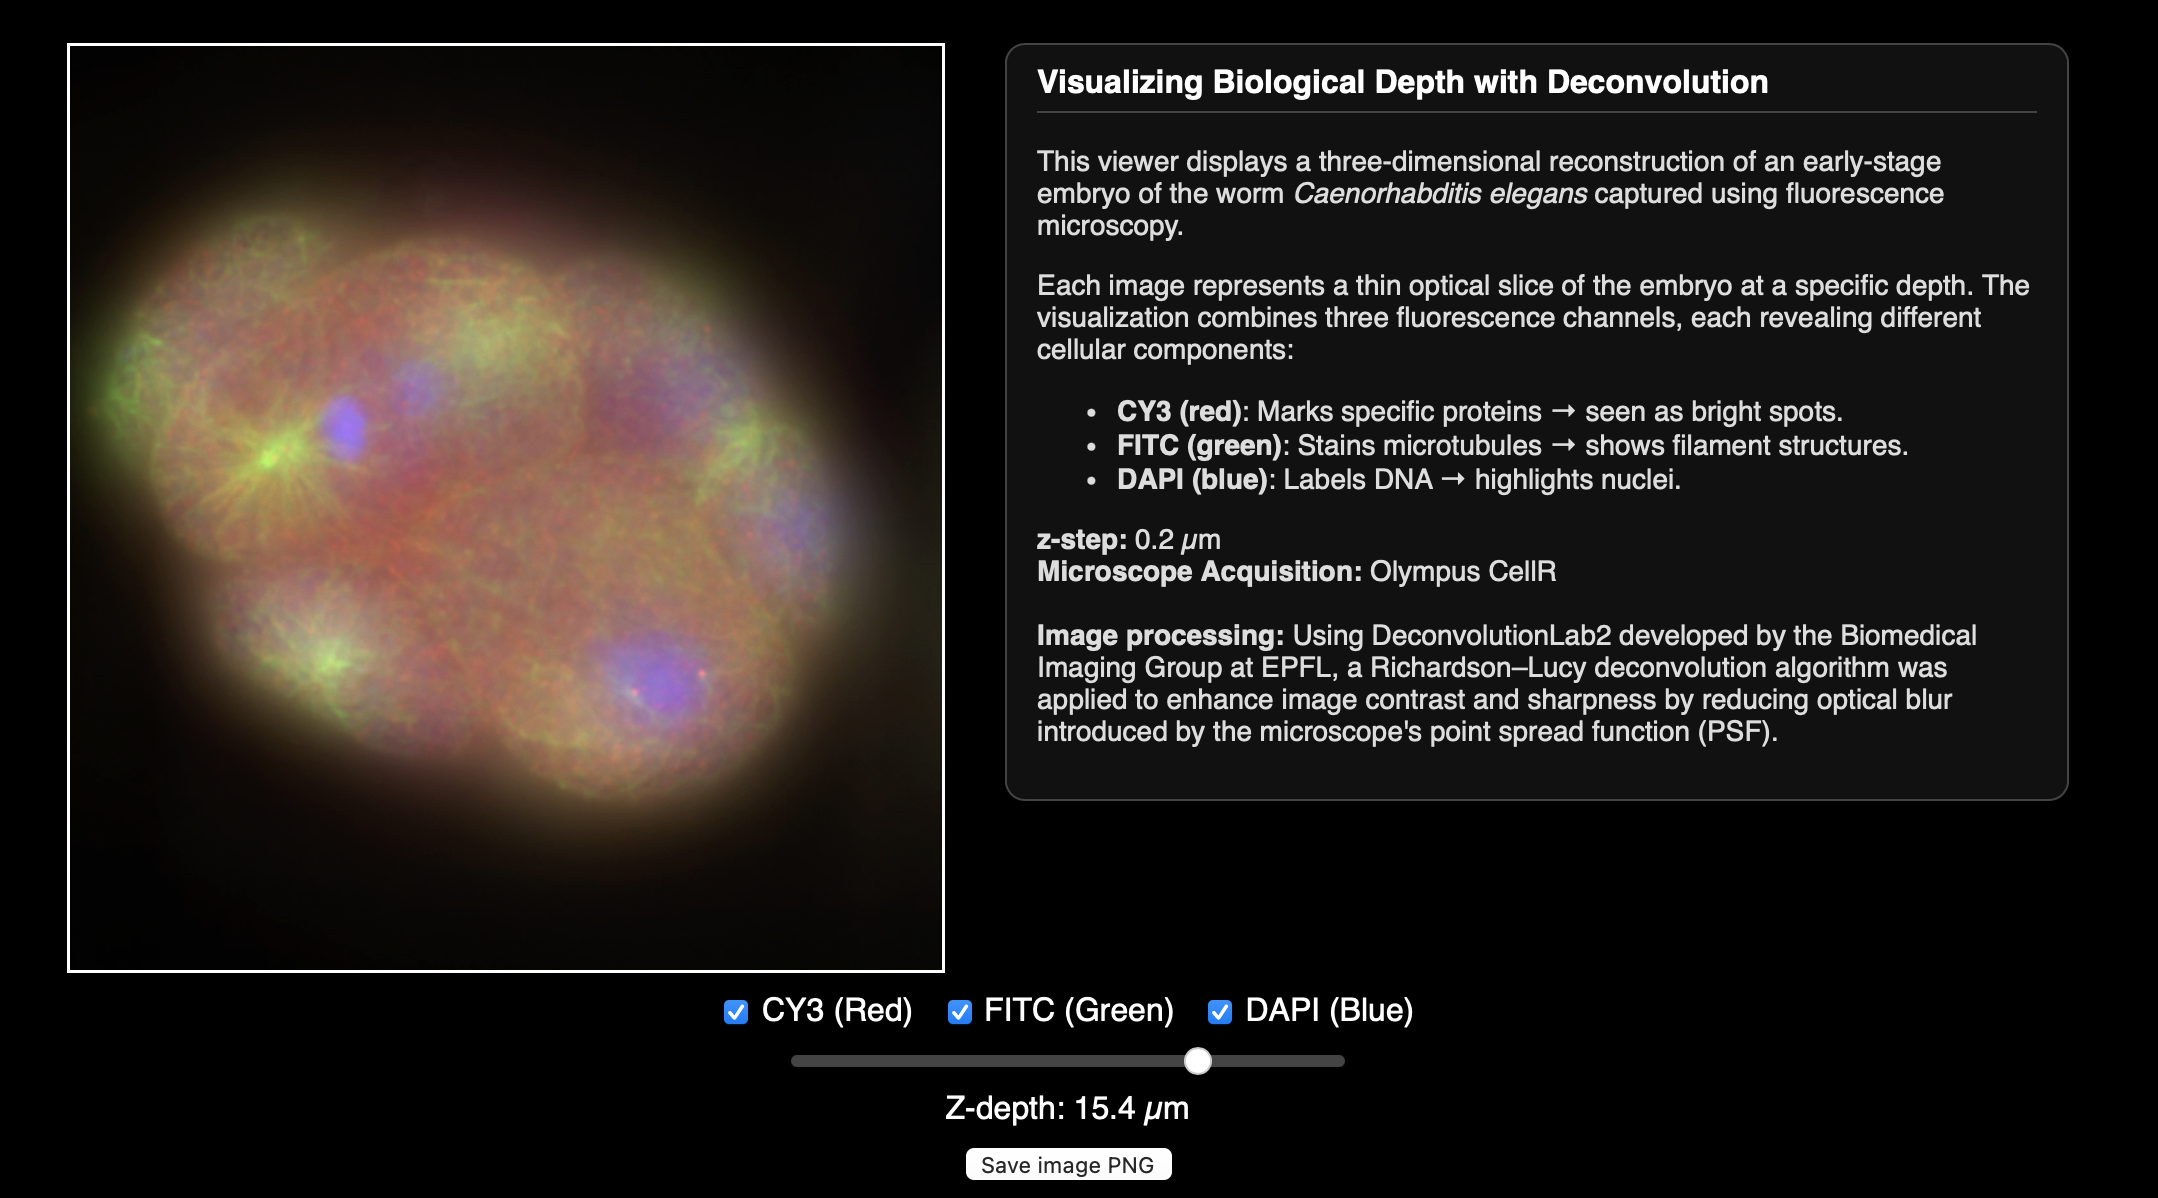 Visualizing Biological Depth with Deconvolution
This viewer displays a three-dimensional reconstruction of an early-stage
embryo of the worm Caenorhabditis elegans captured using fluorescence
microscopy.
Each image represents a thin optical slice of the embryo at a specific depth. The
visualization combines three fluorescence channels, each revealing different
cellular components:
• CY3 (red): Marks specific proteins → seen as bright spots.
• FITC (green): Stains microtubules → shows filament structures.
• DAPI (blue): Labels DNA → highlights nuclei.
z-step: 0.2 µm
Microscope Acquisition: Olympus CellR
Image processing: Using DeconvolutionLab2 developed by the Biomedical
Imaging Group at EPFL, a Richardson–Lucy deconvolution algorithm was
applied to enhance image contrast and sharpness by reducing optical blur
introduced by the microscope's point spread function (PSF).
CY3 (Red) FITC (Green) DAPI (Blue)
Z-depth: 15.4 µm
Save image PNG